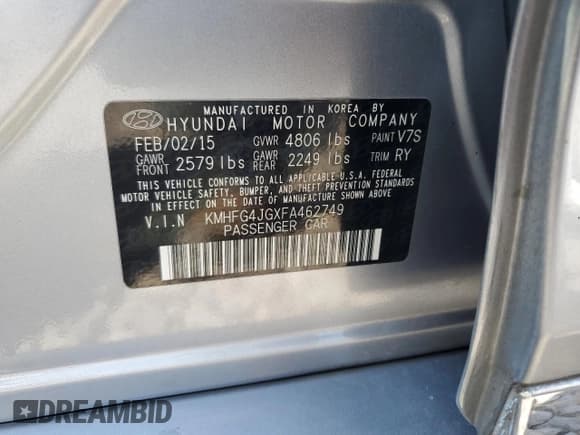 MANUFACTURED IN KOREA BY
HYUNDAI MOTOR COMPANY
FEB/02/15 GVWR 4806 lbs PAINT V7S
GAWR FRONT 2579 lbs GAWR REAR 2249 lbs TRIM RY
THIS VEHICLE CONFORMS TO ALL APPLICABLE-U.S.A. FEDERAL
MOTOR VEHICLE SAFETY, BUMPER, AND THEFT PREVENTION STANDARDS
IN EFFECT ON THE DATE OF MANUFACTURE SHOWN ABOVE
V.I.N KMHFG4JGXFA462749
PASSENGER CAR
DREAMBID